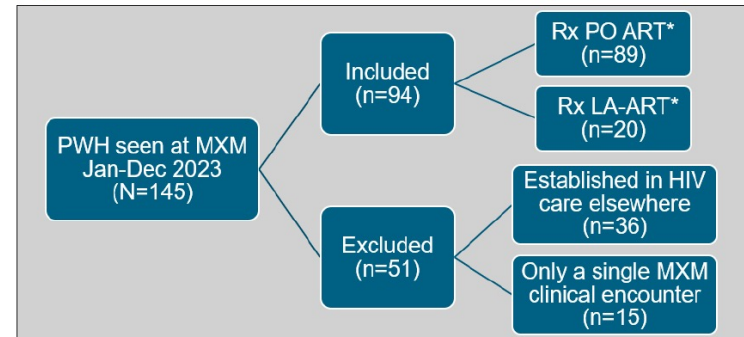 PWH seen at MXM
Jan-Dec 2023
(N=145)
Included
(n=94)
Rx PO ART*
(n=89)
Rx LA-ART*
(n=20)
Excluded
(n=51)
Established in HIV
care elsewhere
(n=36)
Only a single MXM
clinical encounter
(n=15)